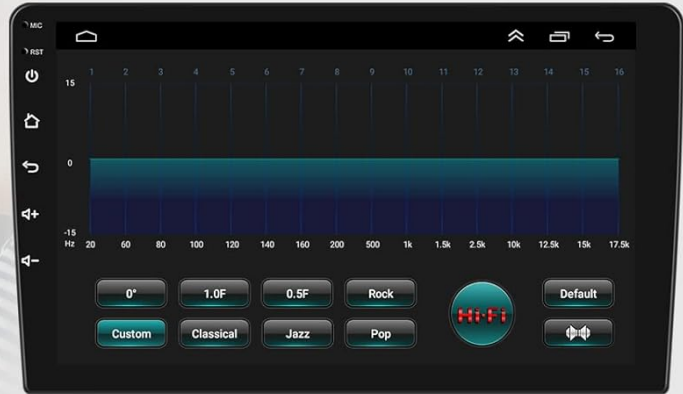 MIC
RST
1 2 3 4 5 6 7 8 9 10 11 12 13 14 15 16
15
0
-15
Hz 20 60 80 100 120 140 160 200 500 1k 1.5k 2.5k 10k 12.5k 15k 17.5k
0° 1.0F 0.5F Rock Hi-Fi Default
Custom Classical Jazz Pop